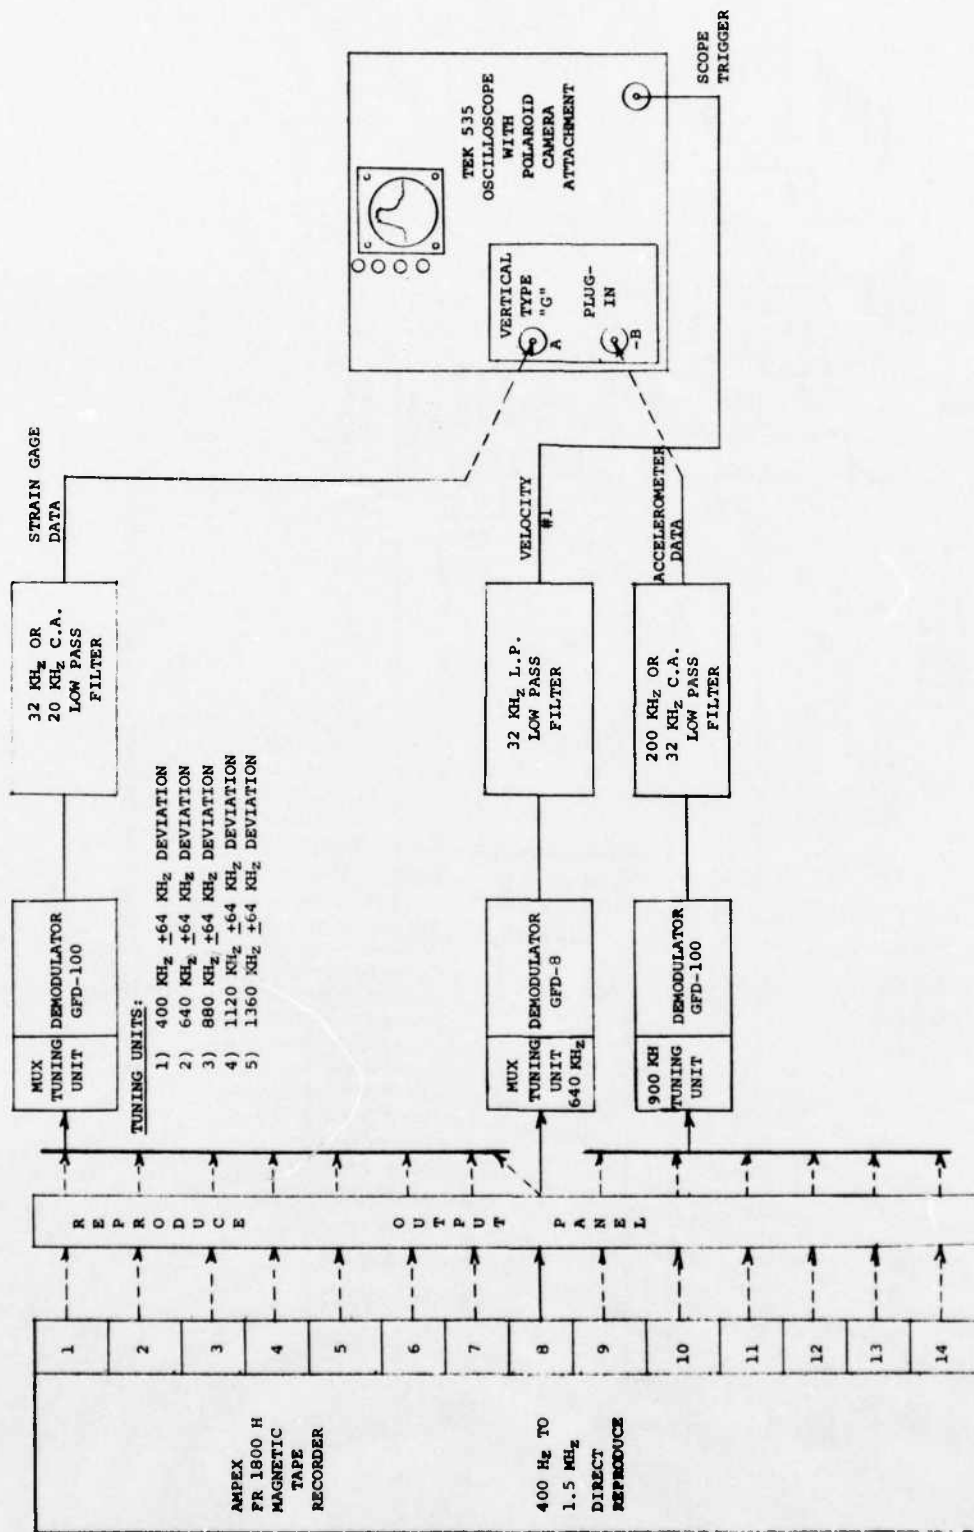 AMPEX
FR 1800 H
MAGNETIC
TAPE
RECORDER
400 Hz TO
1.5 MHz
DIRECT
REPRODUCE
1
2
3
4
5
6
7
8
9
10
11
12
13
14
REPRODUCE
OUTPUT
PANEL
MUX
TUNING
UNIT
DEMODULATOR
GFD-100
32 KHz OR
20 KHz C.A.
LOW PASS
FILTER
STRAIN GAGE
DATA
TUNING UNITS:
1) 400 KHz ±64 KHz DEVIATION
2) 640 KHz ±64 KHz DEVIATION
3) 880 KHz ±64 KHz DEVIATION
4) 1120 KHz ±64 KHz DEVIATION
5) 1360 KHz ±64 KHz DEVIATION
MUX
TUNING
UNIT
640 KHz
DEMODULATOR
GFD-8
32 KHz L.P.
LOW PASS
FILTER
VELOCITY
#1
900 KH
TUNING
UNIT
DEMODULATOR
GFD-100
200 KHz OR
32 KHz C.A.
LOW PASS
FILTER
ACCELEROMETER
DATA
TEK 535
OSCILLOSCOPE
WITH
POLAROID
CAMERA
ATTACHMENT
VERTICAL
TYPE
"G"
PLUG-
IN
A
-B
SCOPE
TRIGGER